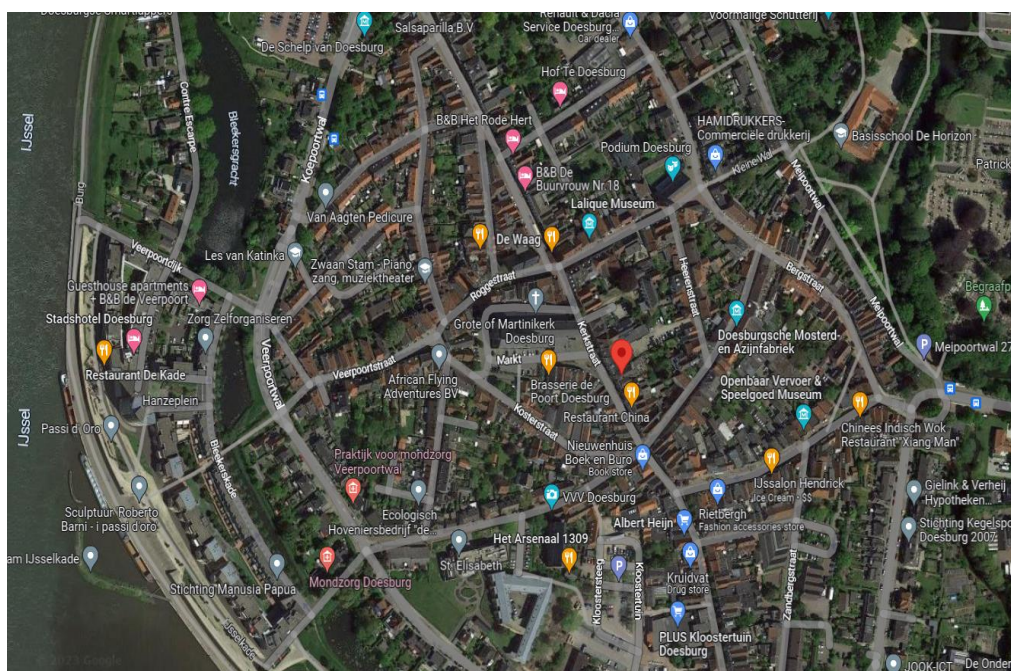 Doesburgse Smartlappers
Renault & Dacia
Service Doesburg
Car dealer
Voormalige Schutterij
De Schelp van Doesburg
Salsaparilla B.V
Hof Te Doesburg
IJssel
Contre Escarpe
Bleekersgracht
Kospoortwal
B&B Het Rode Hert
HAMIDRUKKERS-
Commerciële drukkerij
Basisschool De Horizon
Podium Doesburg
Kleine Wal
Meipoortwal
Patrick
B&B De
Buurvrouw Nr.18
Burg
Van Aagten Pedicure
Lalique Museum
De Waag
Veerpoortdijk
Les van Katinka
Zwaan Stam - Piano,
zang, muziektheater
Roggestraat
Heerenstraat
Bergstraat
Meipoortwal
Begraafp
Guesthouse apartments
+ B&B de Veerpoort
Stadshotel Doesburg
Zorg Zelforganiseren
Grote of Martinikerk
Doesburg
Kerkstraat
Doesburgsche Mosterd-
en Azijnfabriek
Meipoortwal 27
Veerpoortwal
Veerpoortstraat
Markt
Restaurant De Kade
African Flying
Adventures BV
Brasserie de
Poort Doesburg
Restaurant China
Openbaar Vervoer &
Speelgoed Museum
Hanzeplein
IJssel
Passi d'Oro
Kosterstraat
Chinees Indisch Wok
Restaurant "Xiang Man"
Bleekerskade
Praktijk voor mondzorg
Veerpoortwal
Nieuwenhuis
Boek en Buro
Book store
Sculptuur Roberto
Barni - i passi d'oro
Ecologisch
Hoveniersbedrijf "de...
VVV Doesburg
IJssalon Hendrick
Ice Cream - $$
Gjelink & Verheij
Hypotheken...
Rietbergh
Fashion accessories store
Albert Heijn
Stichting Kegelspo
Doesburg 2007
am IJsselkade
Het Arsenaal 1309
St. Elisabeth
Mondzorg Doesburg
Stichting Manusia Papua
Kruidvat
Drug store
Kloostersteeg
Kloostertuin
Zandbergstraat
IJsselkade
PLUS Kloostertuin
Doesburg
JOOK-ICT
De Onder